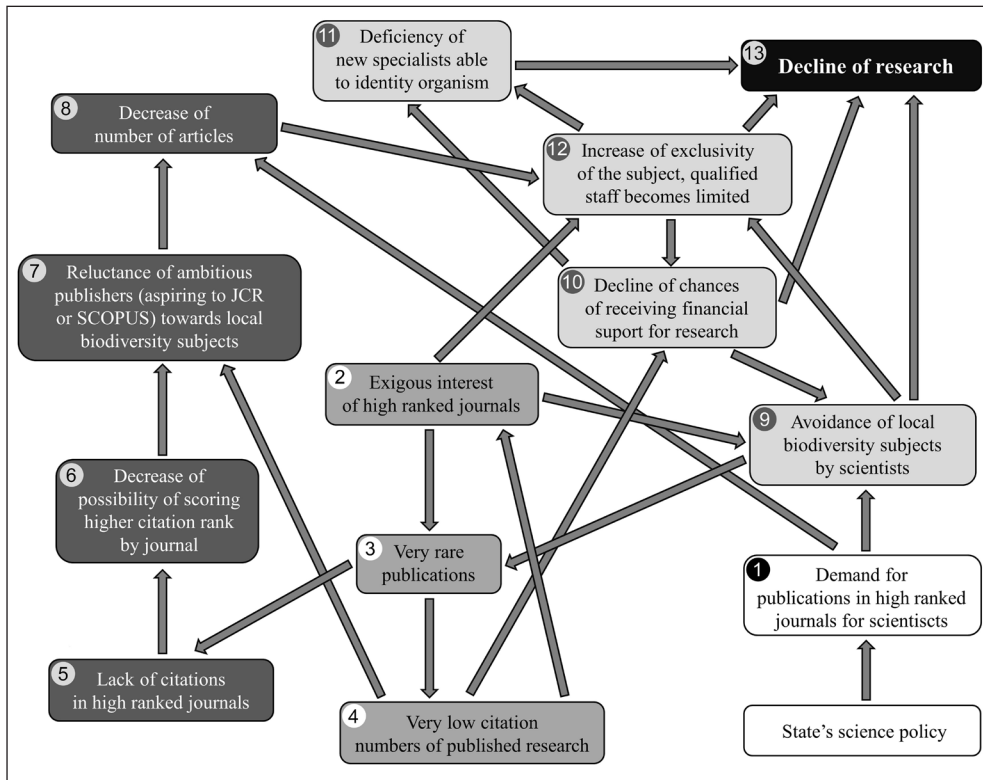 11
Deficiency of
new specialists able
to identity organism
13
Decline of research
8
Decrease of
number of articles
12
Increase of exclusivity
of the subject, qualified
staff becomes limited
7
Reluctance of ambitious
publishers (aspiring to JCR
or SCOPUS) towards local
biodiversity subjects
10
Decline of chances
of receiving financial
suport for research
2
Exigous interest
of high ranked journals
9
Avoidance of local
biodiversity subjects
by scientists
6
Decrease of
possibility of scoring
higher citation rank
by journal
3
Very rare
publications
1
Demand for
publications in high ranked
journals for scientiscts
5
Lack of citations
in high ranked journals
4
Very low citation
numbers of published research
State's science policy